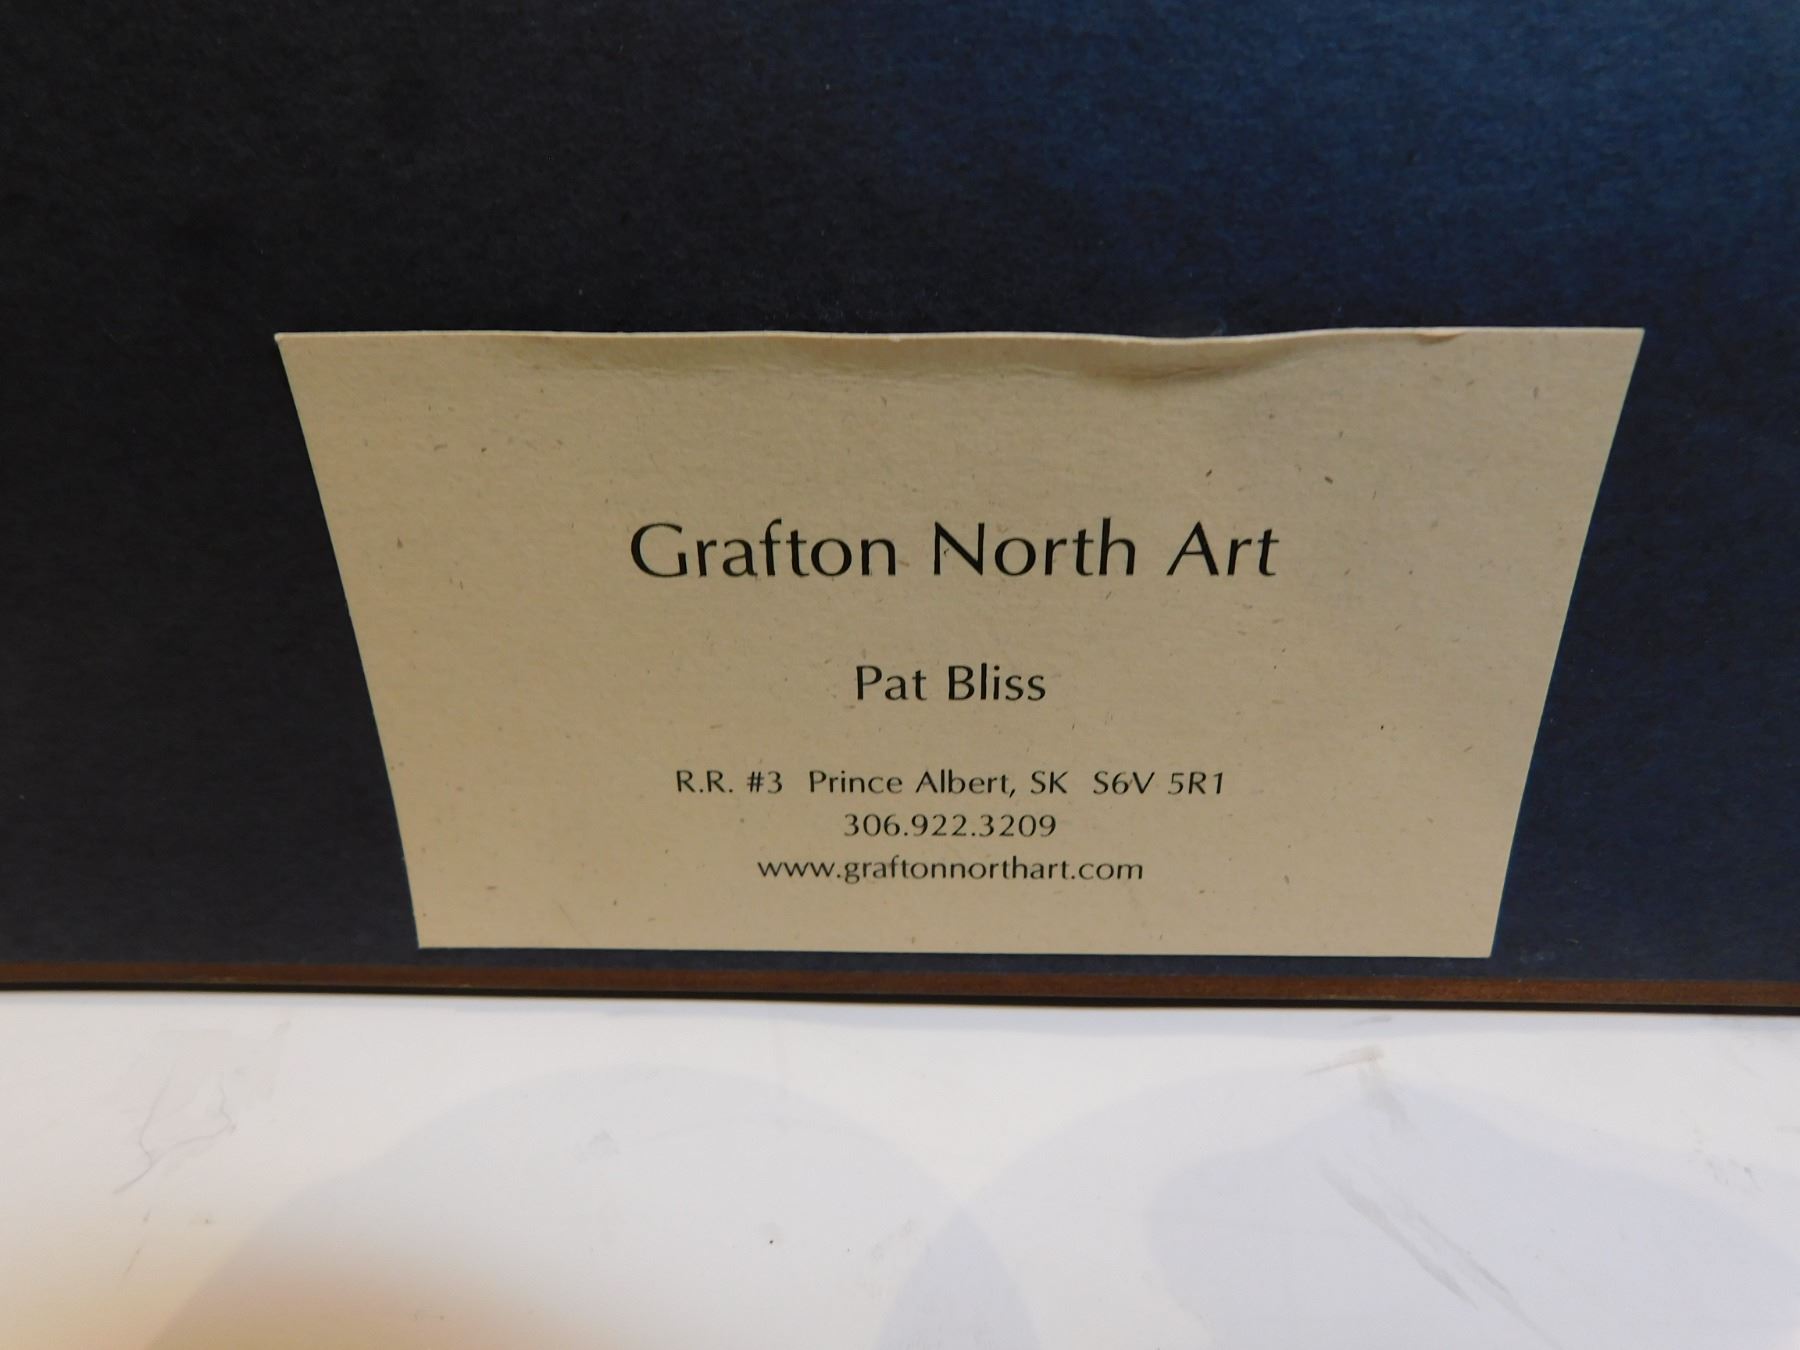 Grafton North Art
Pat Bliss
R.R. #3 Prince Albert, SK S6V 5R1
306.922.3209
www.graftonnorthart.com